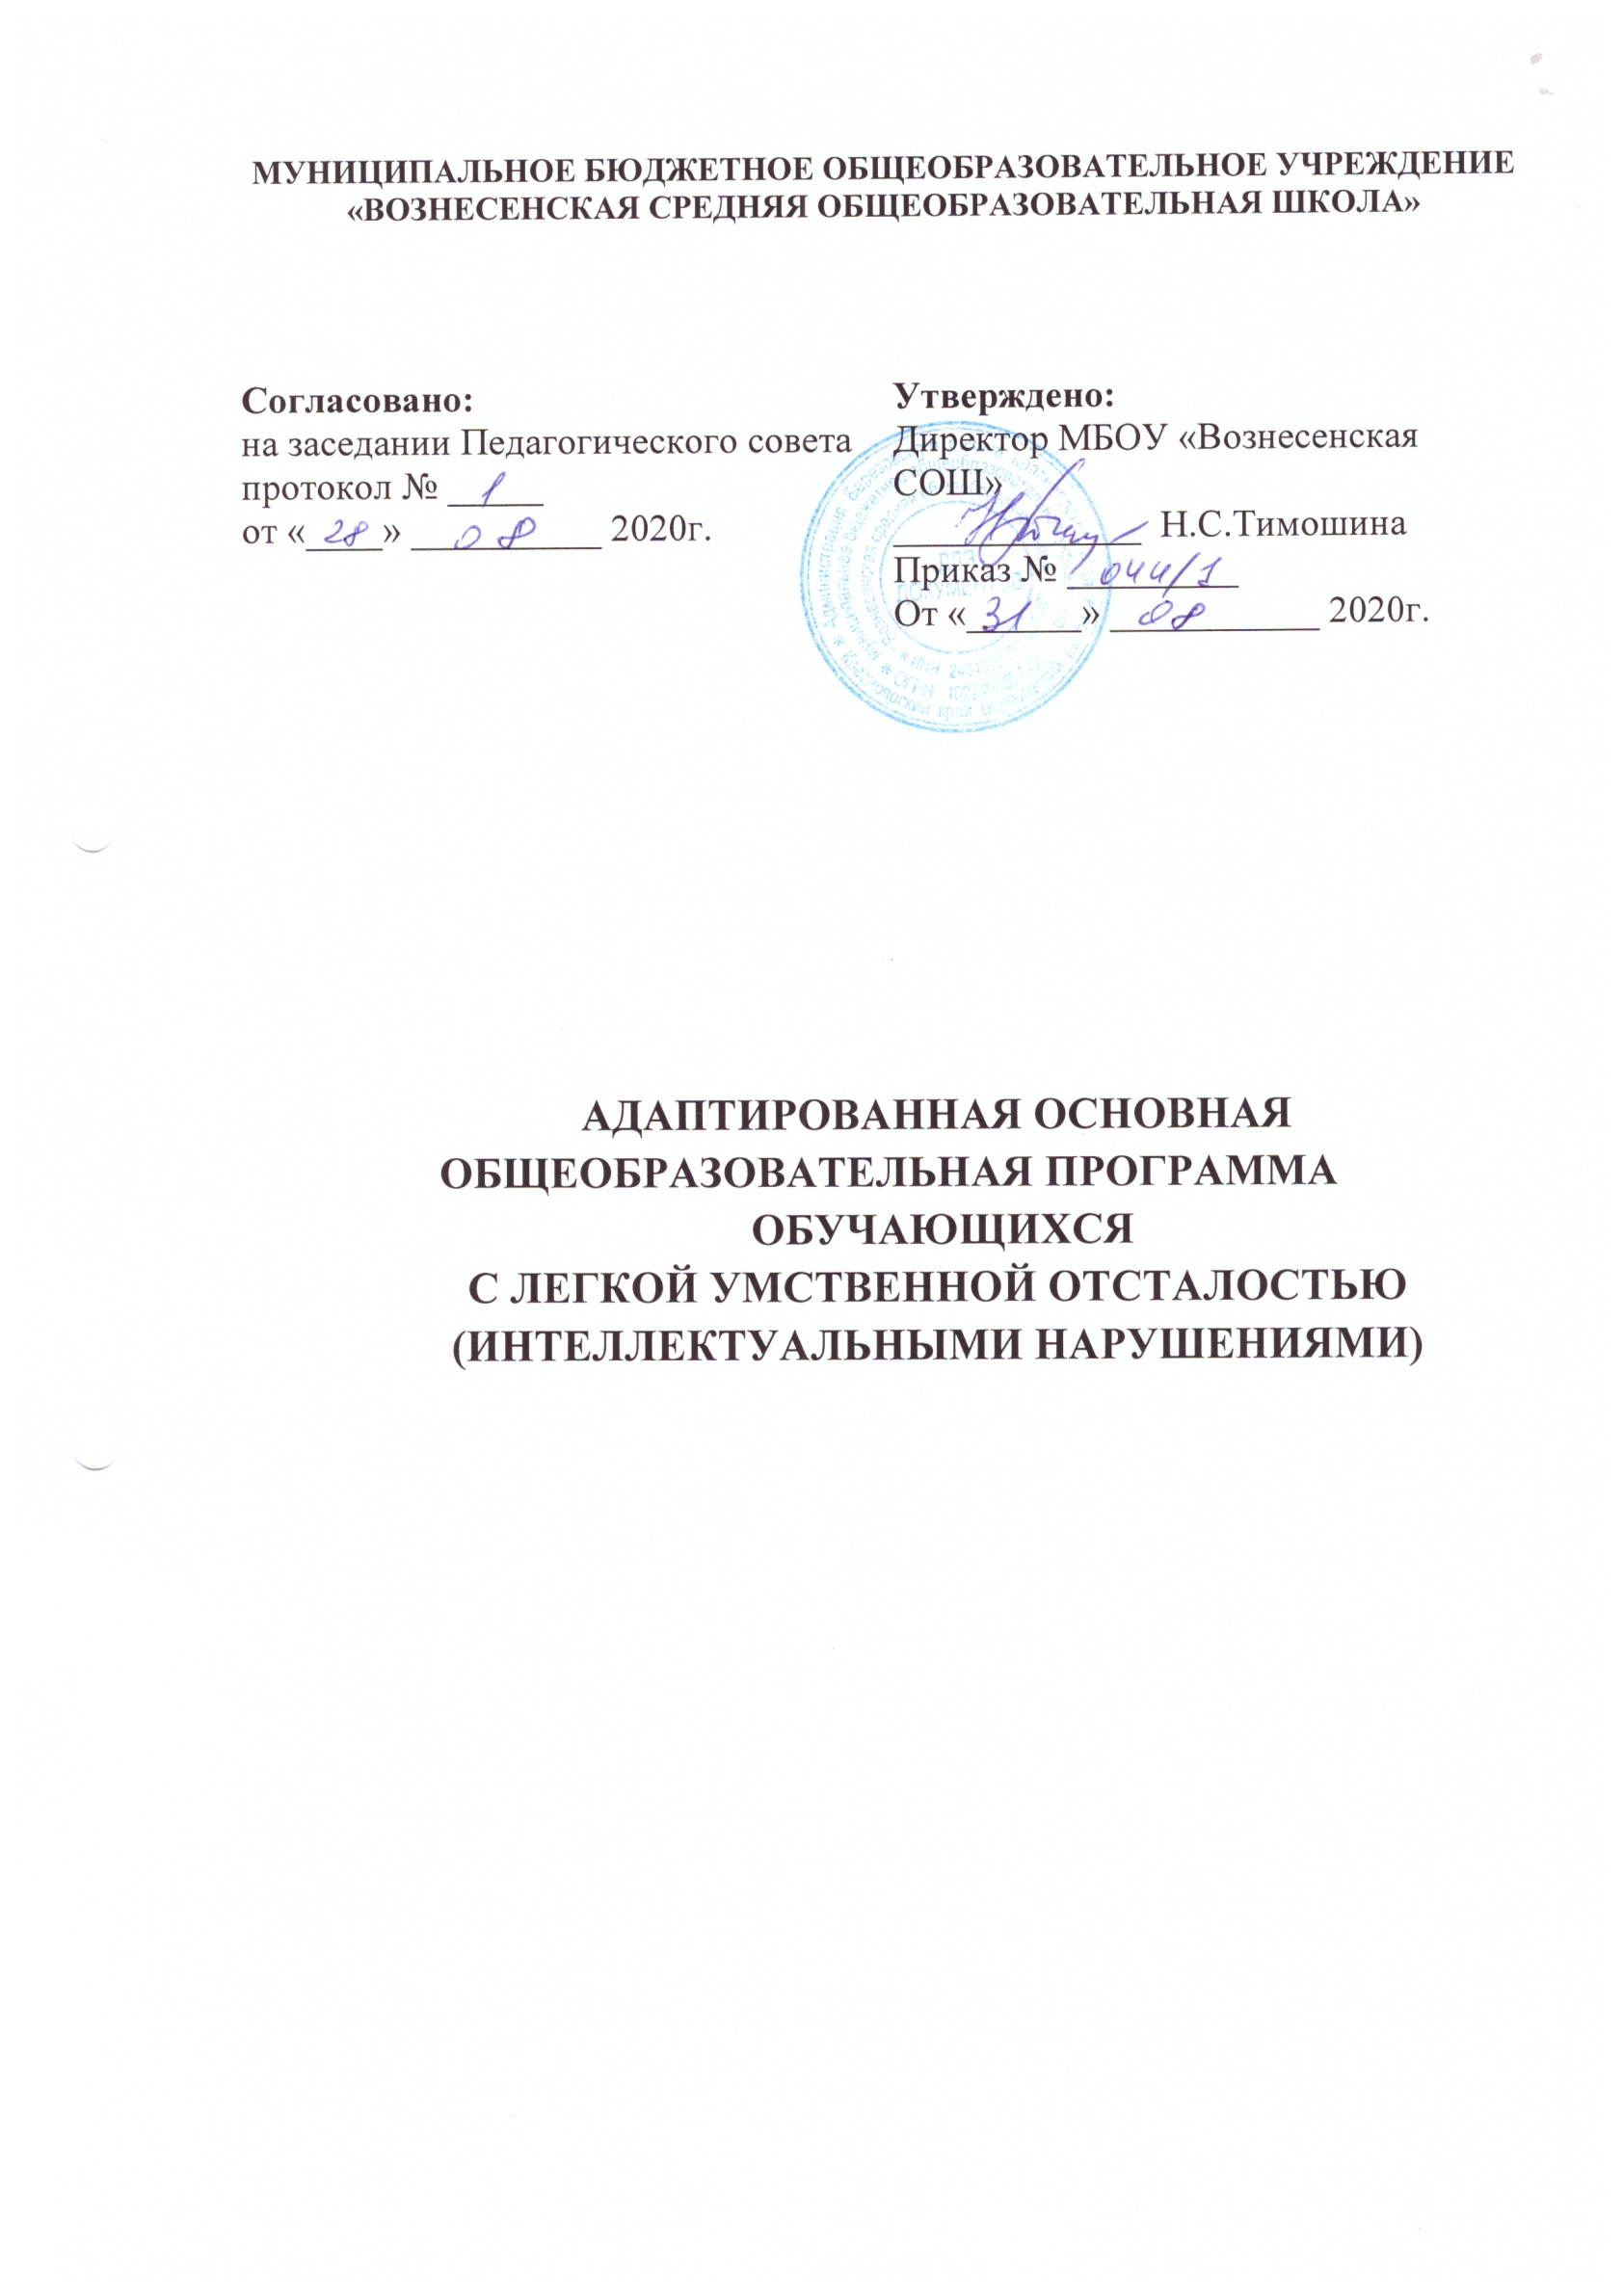 МУНИЦИПАЛЬНОЕ БЮДЖЕТНОЕ ОБЩЕОБРАЗОВАТЕЛЬНОЕ УЧРЕЖДЕНИЕ
«ВОЗНЕСЕНСКАЯ СРЕДНЯЯ ОБЩЕОБРАЗОВАТЕЛЬНАЯ ШКОЛА»
Согласовано:
на заседании Педагогического совета
протокол № 1
от «28» 08 2020г.
Утверждено:
Директор МБОУ «Вознесенская
СОШ»
Н.С.Тимошина
Приказ № 044/1
От «31» 08 2020г.
АДАПТИРОВАННАЯ ОСНОВНАЯ
ОБЩЕОБРАЗОВАТЕЛЬНАЯ ПРОГРАММА
ОБУЧАЮЩИХСЯ
С ЛЕГКОЙ УМСТВЕННОЙ ОТСТАЛОСТЬЮ
(ИНТЕЛЛЕКТУАЛЬНЫМИ НАРУШЕНИЯМИ)